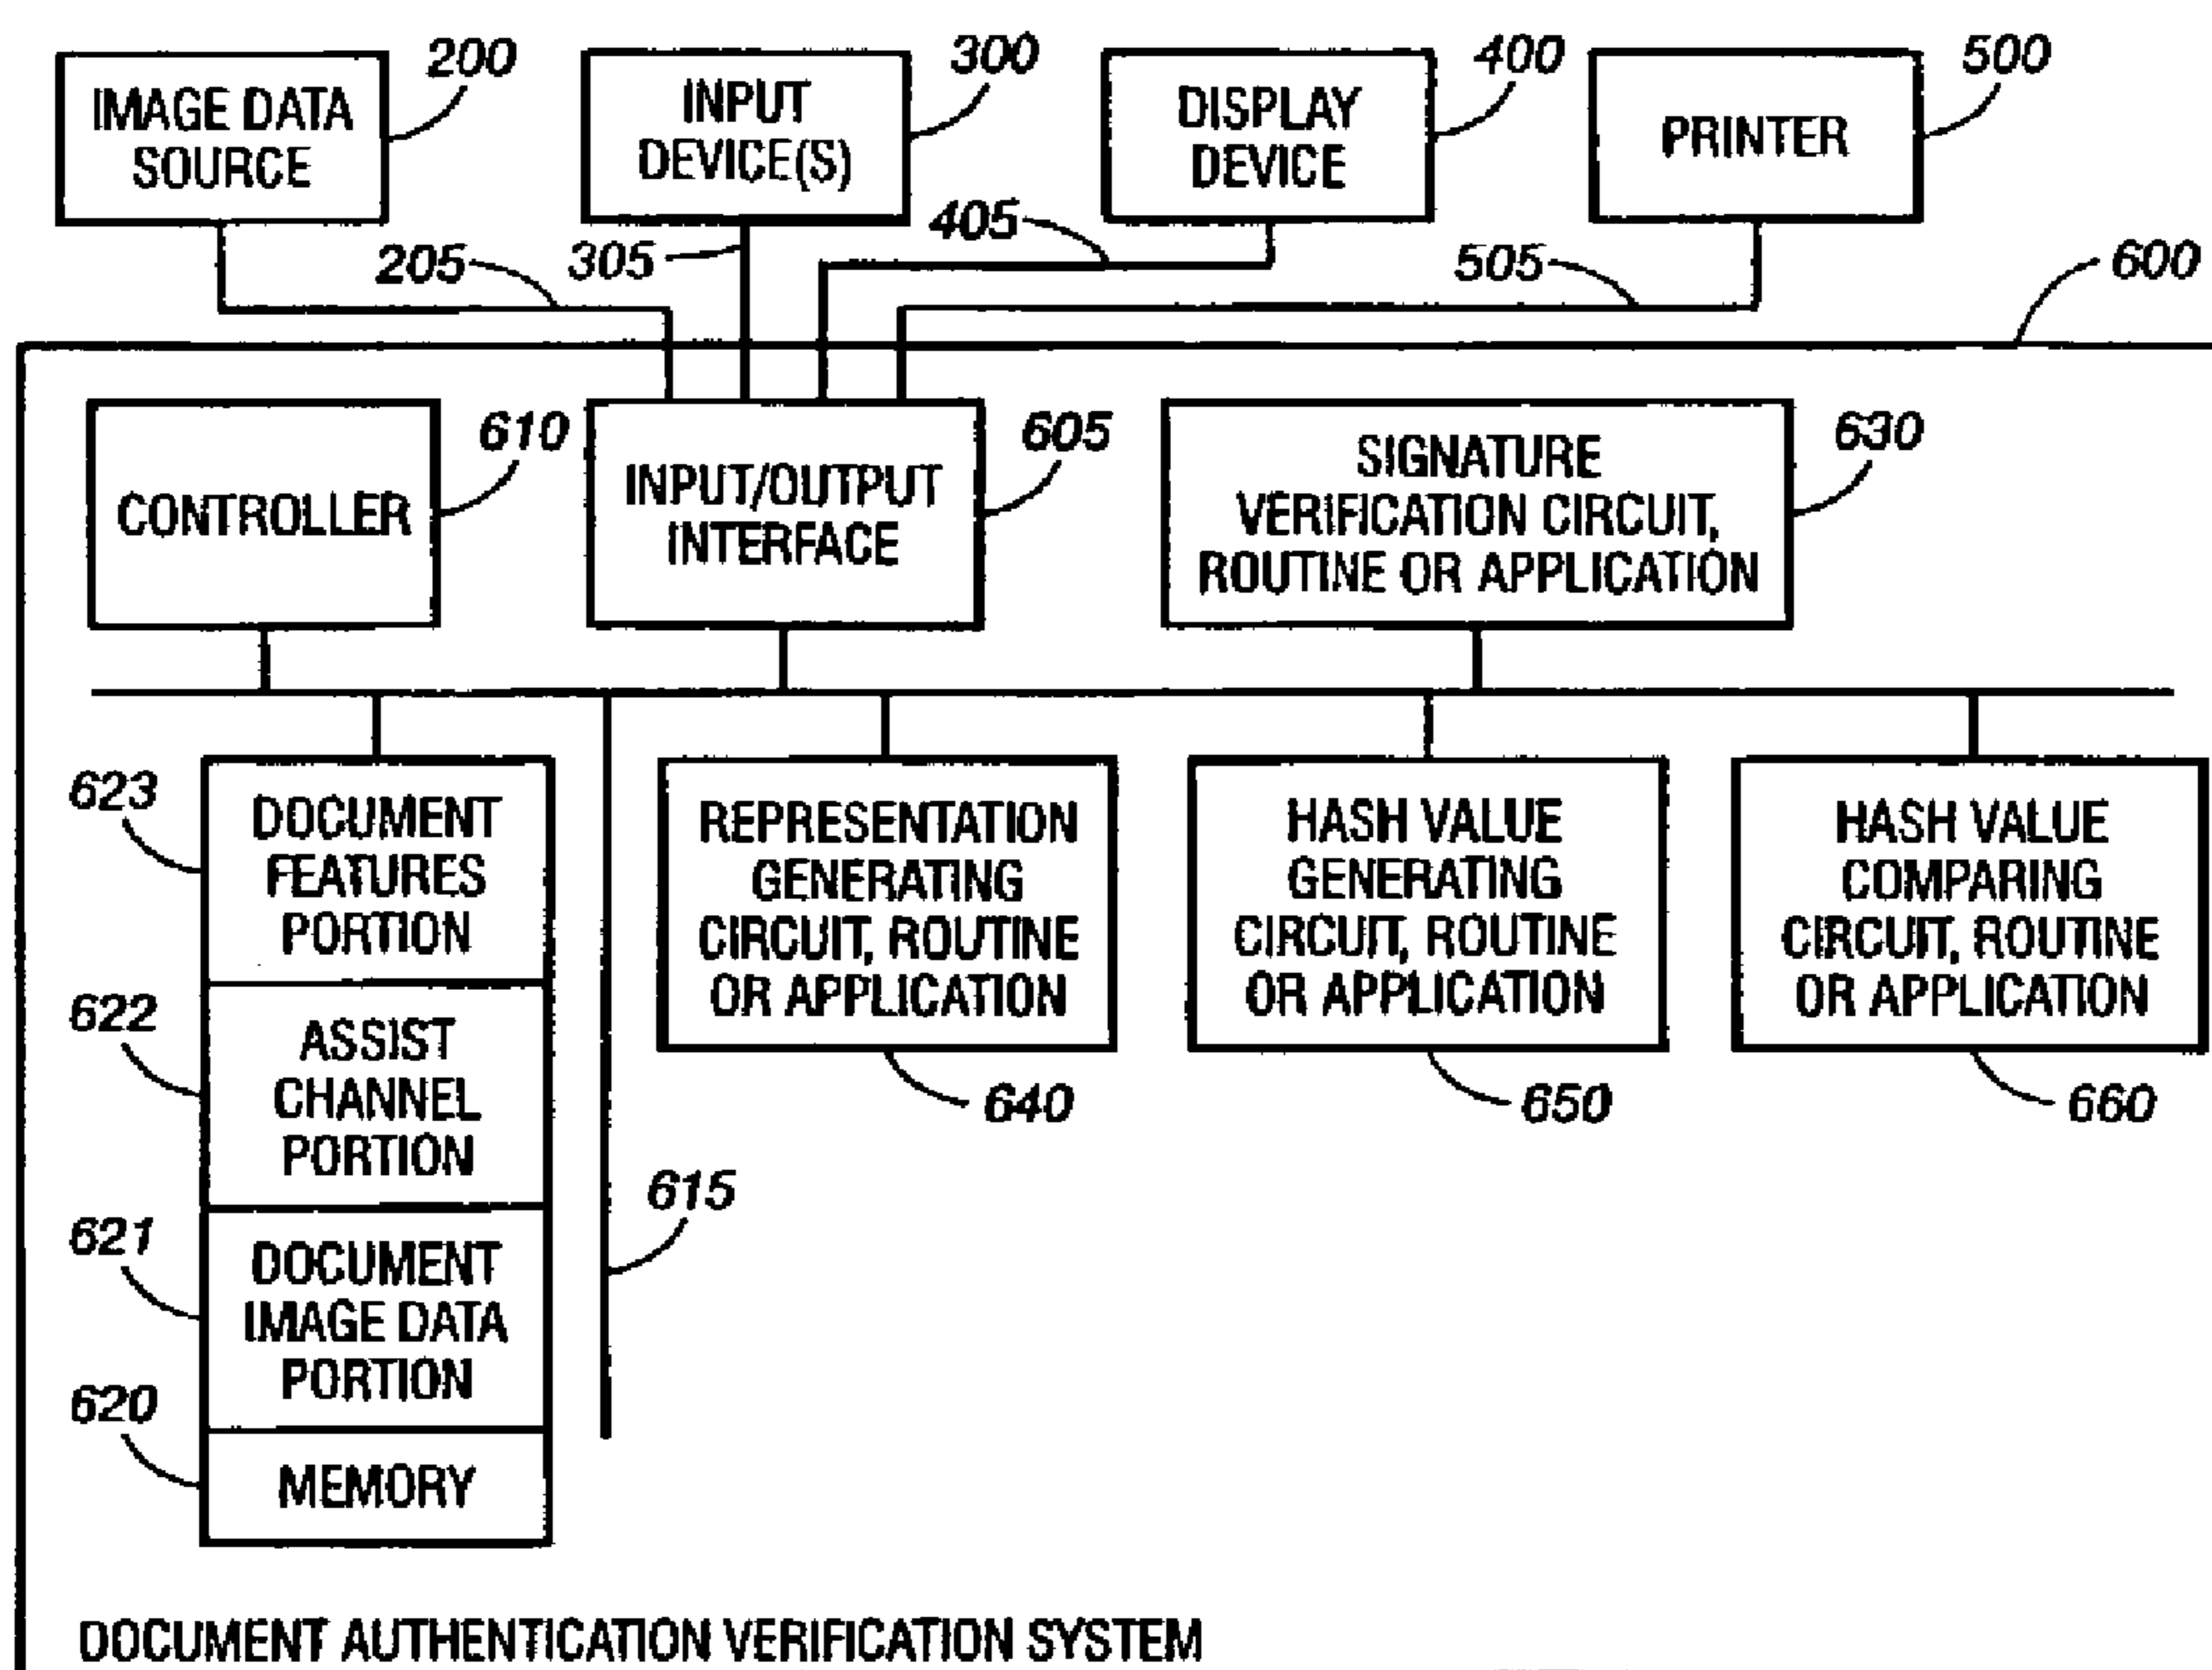 200
300
400
500
IMAGE DATA
SOURCE
INPUT
DEVICE(S)
DISPLAY
DEVICE
PRINTER
205
305
405
505
600
CONTROLLER
610
INPUT/OUTPUT
INTERFACE
605
SIGNATURE
VERIFICATION CIRCUIT,
ROUTINE OR APPLICATION
630
623
DOCUMENT
FEATURES
PORTION
622
ASSIST
CHANNEL
PORTION
621
DOCUMENT
IMAGE DATA
PORTION
620
MEMORY
615
REPRESENTATION
GENERATING
CIRCUIT, ROUTINE
OR APPLICATION
640
HASH VALUE
GENERATING
CIRCUIT, ROUTINE
OR APPLICATION
650
HASH VALUE
COMPARING
CIRCUIT, ROUTINE
OR APPLICATION
660
DOCUMENT AUTHENTICATION VERIFICATION SYSTEM